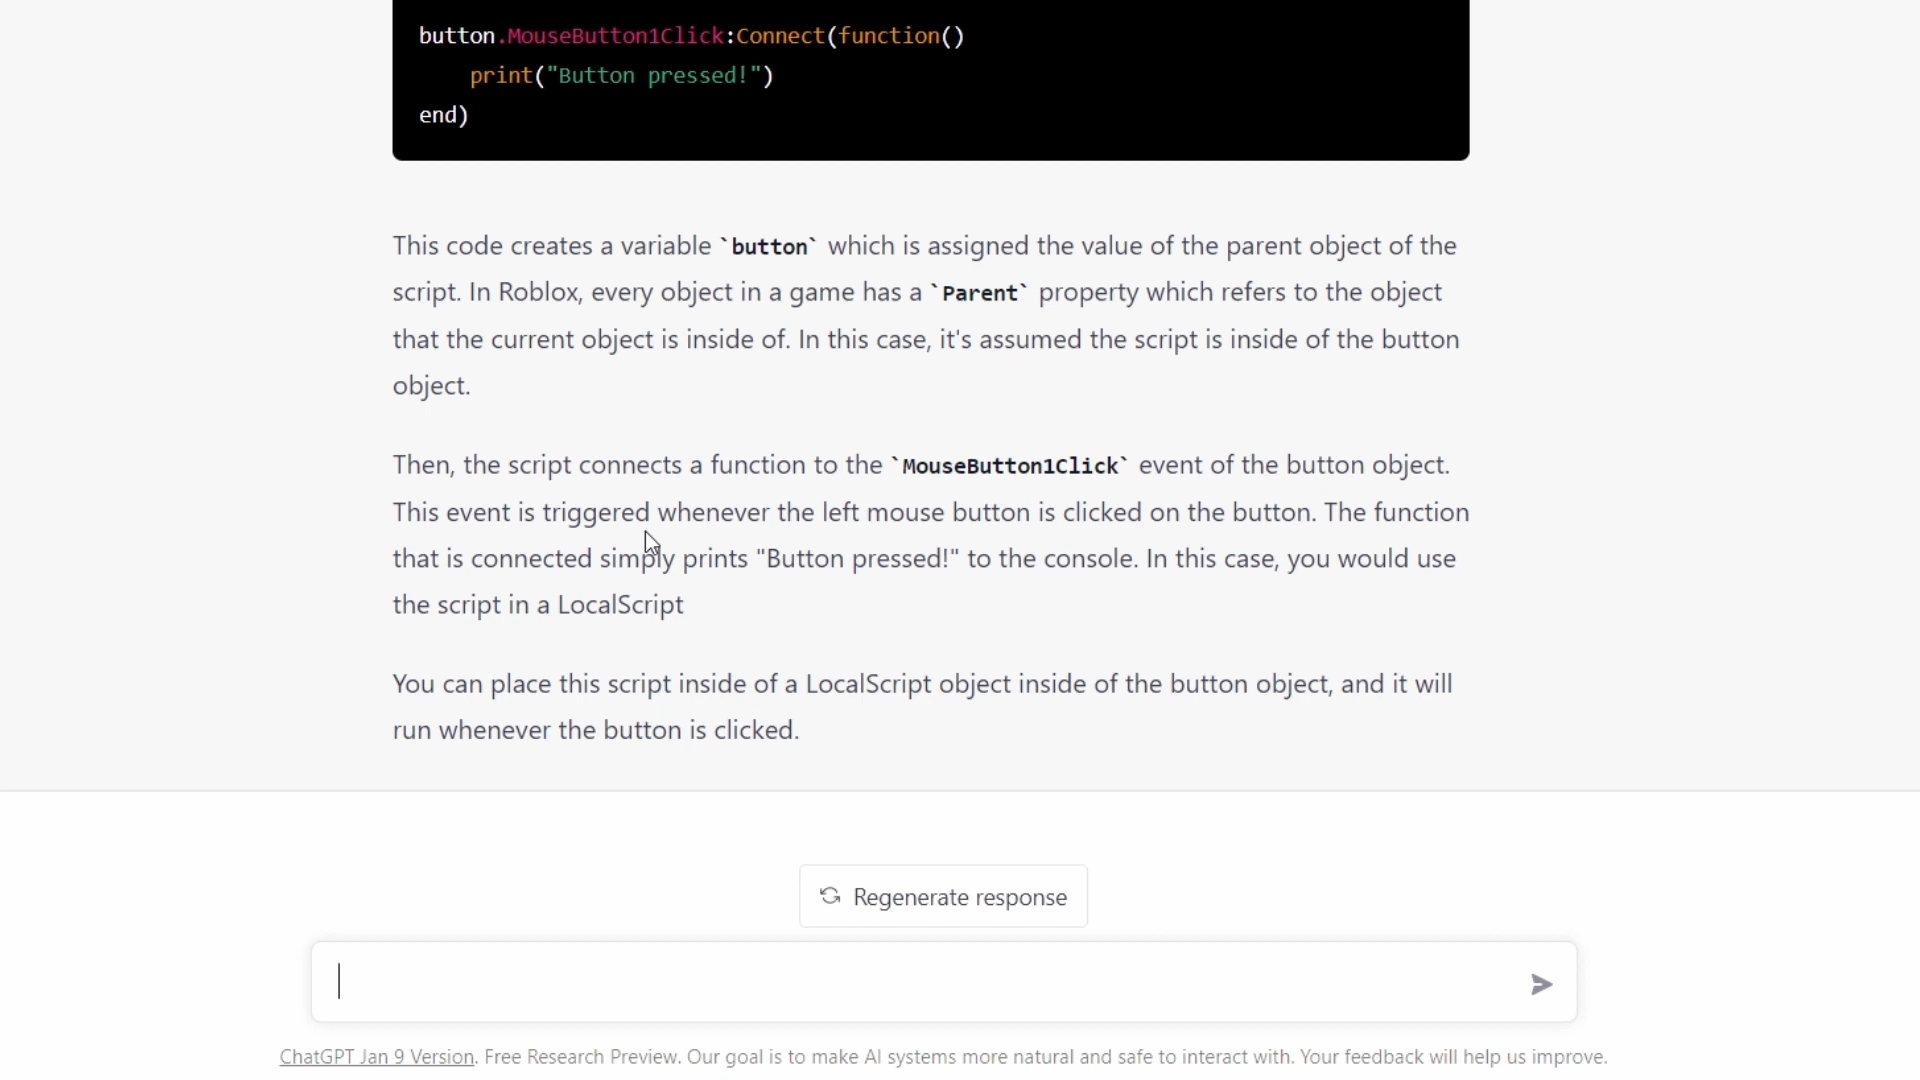 button.MouseButton1Click:Connect(function()
    print("Button pressed!")
end)
This code creates a variable `button` which is assigned the value of the parent object of the
script. In Roblox, every object in a game has a `Parent` property which refers to the object
that the current object is inside of. In this case, it's assumed the script is inside of the button
object.
Then, the script connects a function to the `MouseButton1Click` event of the button object.
This event is triggered whenever the left mouse button is clicked on the button. The function
that is connected simply prints "Button pressed!" to the console. In this case, you would use
the script in a LocalScript
You can place this script inside of a LocalScript object inside of the button object, and it will
run whenever the button is clicked.
Regenerate response
ChatGPT Jan 9 Version. Free Research Preview. Our goal is to make AI systems more natural and safe to interact with. Your feedback will help us improve.